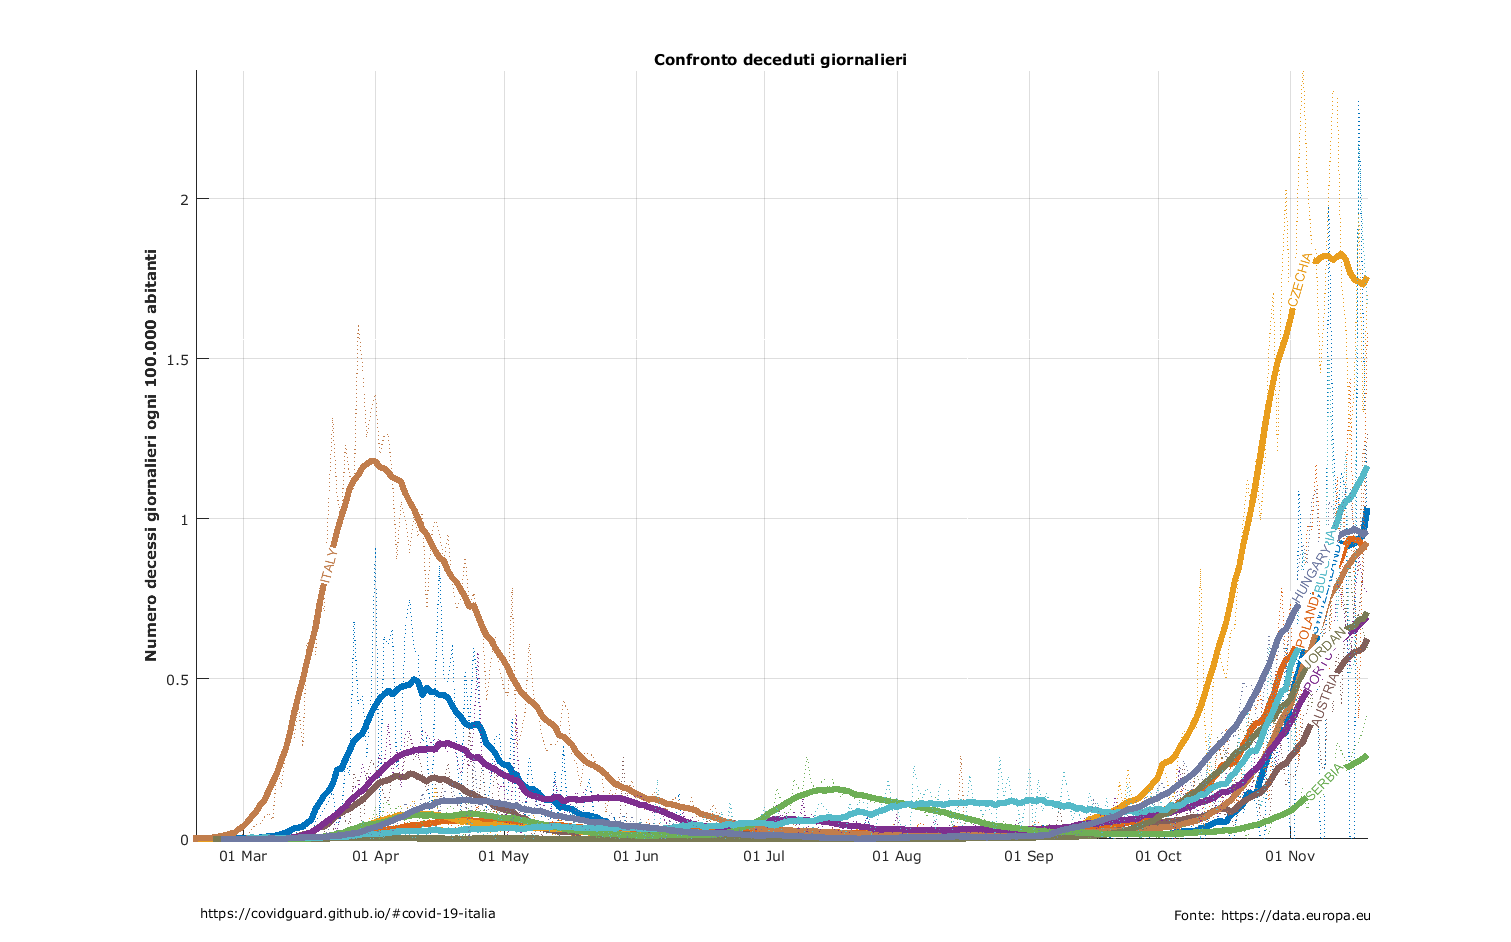 Confronto deceduti giornalieri
Numero decessi giornalieri ogni 100.000 abitanti
2
1.5
1
0.5
0
CZECHIA
ITALY
HUNGARY
POLAND
JORDAN
AUSTRIA
SERBIA
01 Mar
01 Apr
01 May
01 Jun
01 Jul
01 Aug
01 Sep
01 Oct
01 Nov
https://covidguard.github.io/#covid-19-italia
Fonte: https://data.europa.eu